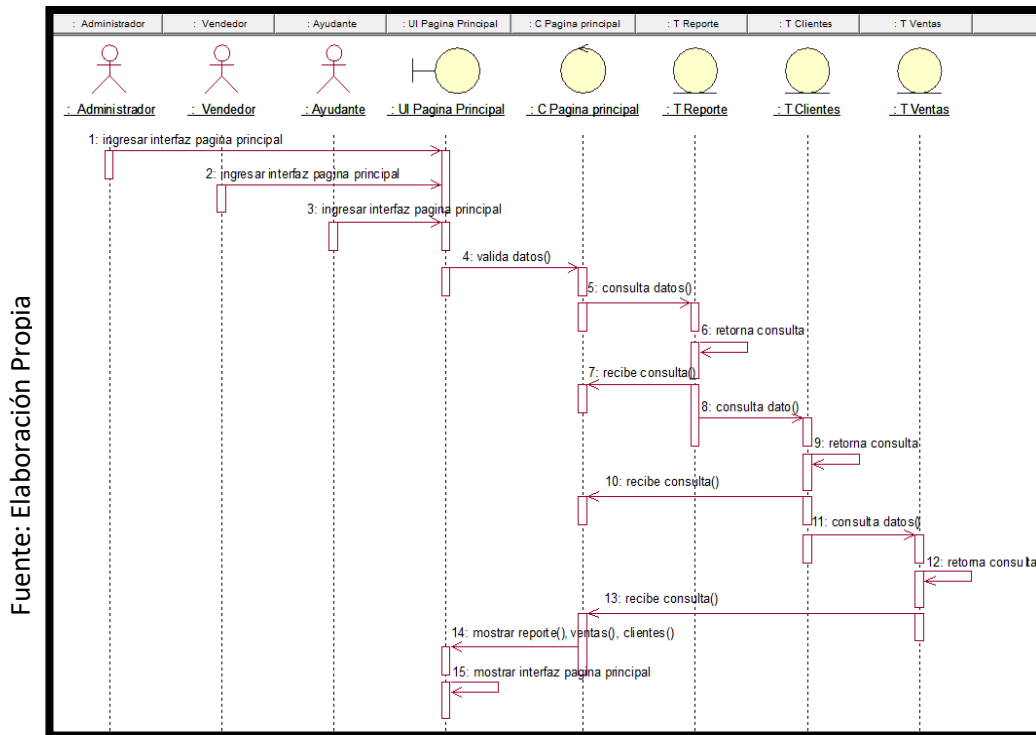 : Administrador
: Vendedor
: Ayudante
: UI Pagina Principal
: C Pagina principal
: T Reporte
: T Clientes
: T Ventas
: Administrador
: Vendedor
: Ayudante
: UI Pagina Principal
: C Pagina principal
: T Reporte
: T Clientes
: T Ventas
1: ingresar interfaz pagina principal
2: ingresar interfaz pagina principal
3: ingresar interfaz pagina principal
4: valida datos()
5: consulta datos()
6: retorna consulta
7: recibe consulta()
8: consulta dato()
9: retorna consulta
10: recibe consulta()
11: consulta datos()
12: retorna consulta
13: recibe consulta()
14: mostrar reporte(), ventas(), clientes()
15: mostrar interfaz pagina principal
Fuente: Elaboración Propia